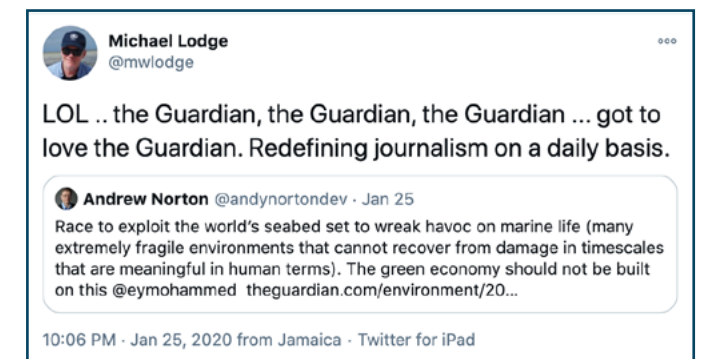 Michael Lodge
@mwlodge
LOL .. the Guardian, the Guardian, the Guardian ... got to
love the Guardian. Redefining journalism on a daily basis.
Andrew Norton @andynortondev · Jan 25
Race to exploit the world's seabed set to wreak havoc on marine life (many
extremely fragile environments that cannot recover from damage in timescales
that are meaningful in human terms). The green economy should not be built
on this @eymohammed theguardian.com/environment/20...
10:06 PM · Jan 25, 2020 from Jamaica · Twitter for iPad